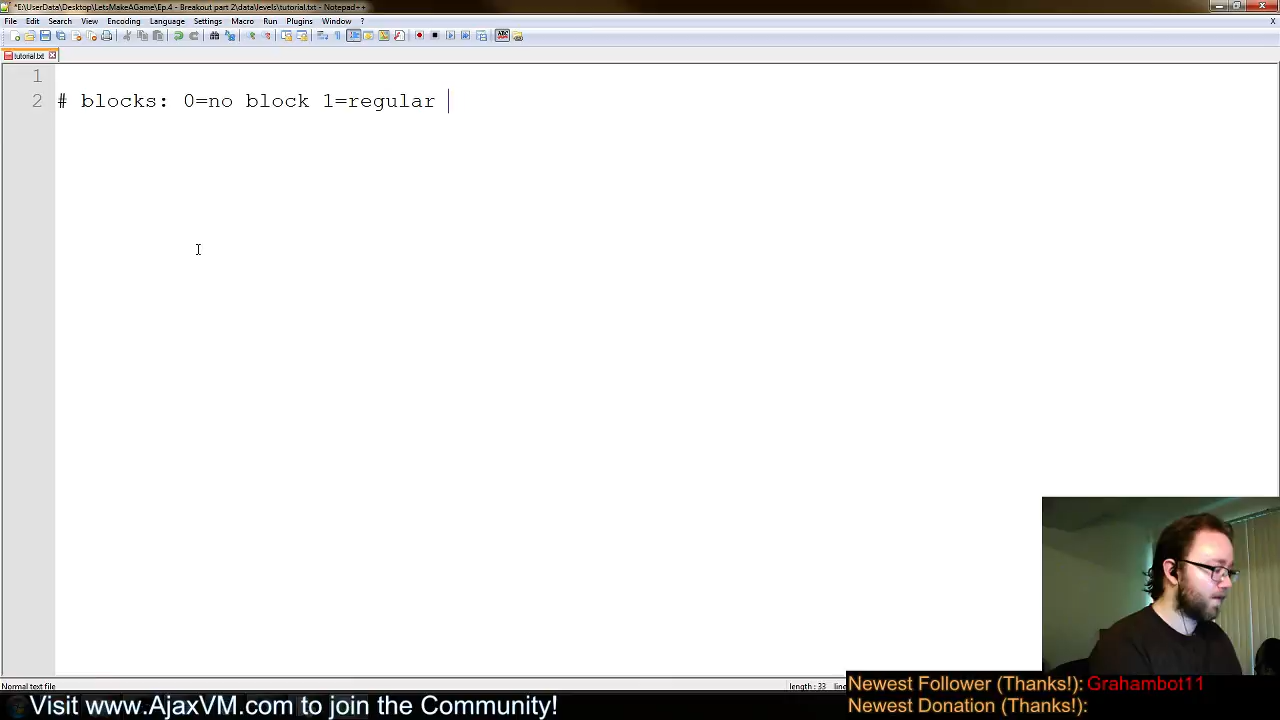 *E:\UserData\Desktop\LetsMakeAGame\Ep.4 - Breakout part 2\data\levels\tutorial.txt - Notepad++
File Edit Search View Encoding Language Settings Macro Run Plugins Window ?
X
tutorial.txt
1
2 # blocks: 0=no block 1=regular
Normal text file
length : 33 line
Visit www.AjaxVM.com to join the Community!
Newest Follower (Thanks!): Grahambot11
Newest Donation (Thanks!):